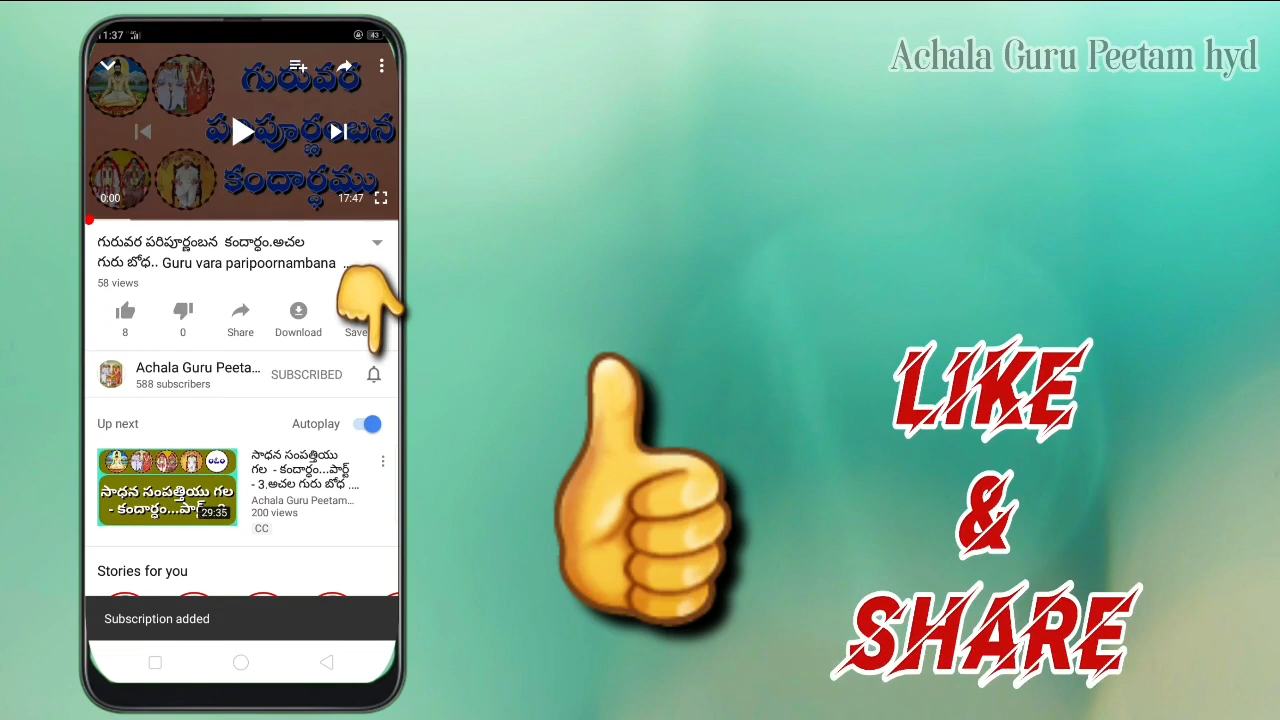 11:37
43
Achala Guru Peetam hyd
గురువర
పరిపూర్ణంబన
కందార్థము
0:00
17:47
గురువర పరిపూర్ణంబన కందార్థం.అచల
గురు బోధ.. Guru vara paripoornambana ...
58 views
8
0
Share
Download
Save
Achala Guru Peeta...
588 subscribers
SUBSCRIBED
Up next
Autoplay
సాధన సంపత్తియు గల
- కందార్థం...పార్ట్
29:35
సాధన సంపత్తియు
గల - కందార్థం...పార్ట్
- 3.అచల గురు బోధ ....
Achala Guru Peetam...
200 views
CC
Stories for you
Subscription added
LIKE
&
SHARE